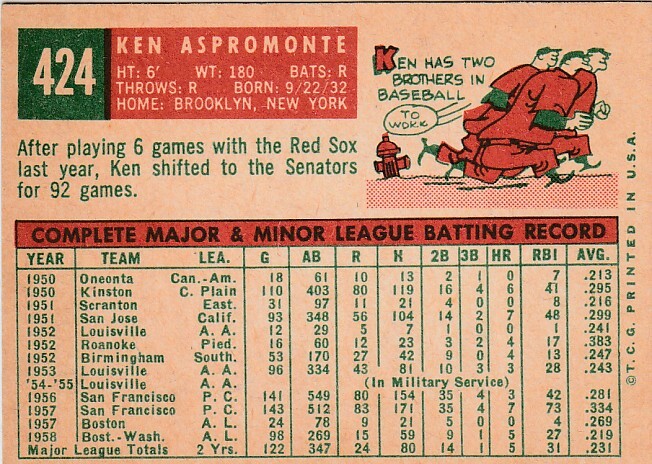 424
KEN ASPROMONTE
HT: 6' WT: 180 BATS: R
THROWS: R BORN: 9/22/32
HOME: BROOKLYN, NEW YORK
KEN HAS TWO
BROTHERS IN
BASEBALL
TO
WORK
After playing 6 games with the Red Sox
last year, Ken shifted to the Senators
for 92 games.
COMPLETE MAJOR & MINOR LEAGUE BATTING RECORD
YEAR TEAM LEA. G AB R H 2B 3B HR RBI AVG.
1950 Oneonta Can.-Am. 18 61 10 13 2 1 0 7 .213
1950 Kinston C. Plain 110 403 80 119 16 4 6 41 .295
1951 Scranton East. 31 97 11 21 4 0 0 8 .216
1951 San Jose Calif. 93 348 56 104 14 2 7 48 .299
1952 Louisville A. A. 12 29 5 7 1 0 0 1 .241
1952 Roanoke Pied. 16 60 12 23 3 2 4 17 .383
1952 Birmingham South. 53 170 27 42 9 0 4 13 .247
1953 Louisville A. A. 96 334 43 81 13 1 3 28 .243
'54-'55 Louisville A. A. (In Military Service)
1956 San Francisco P. C. 141 549 80 154 35 4 3 42 .281
1957 San Francisco P. C. 143 512 83 171 35 4 7 73 .334
1957 Boston A. L. 24 78 9 21 5 0 0 4 .269
1958 Bost.-Wash. A. L. 98 269 15 59 9 1 5 27 .219
Major League Totals 2 Yrs. 122 347 24 80 14 1 5 31 .231
© T.C.G. PRINTED IN U.S.A.